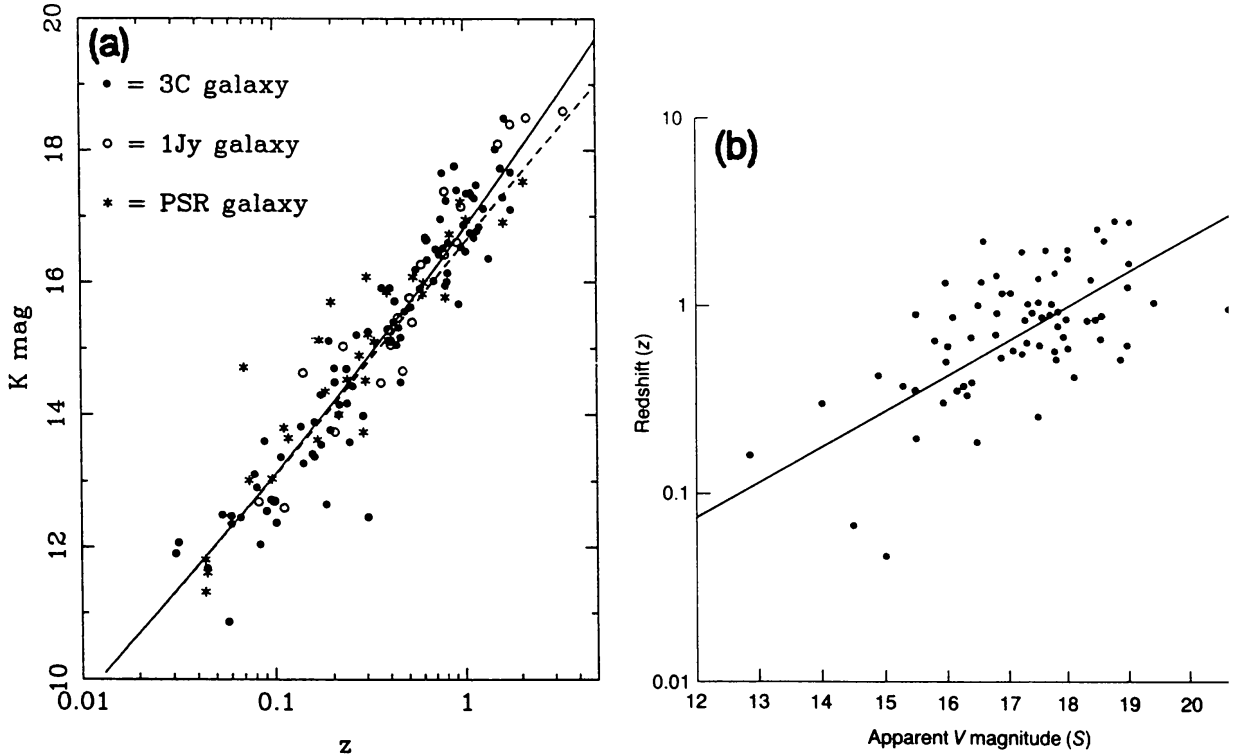 (a)
● = 3C galaxy
○ = 1Jy galaxy
* = PSR galaxy
20
18
16
14
12
10
K mag
0.01
0.1
1
z
(b)
10
1
0.1
0.01
Redshift (z)
12
13
14
15
16
17
18
19
20
Apparent V magnitude (S)